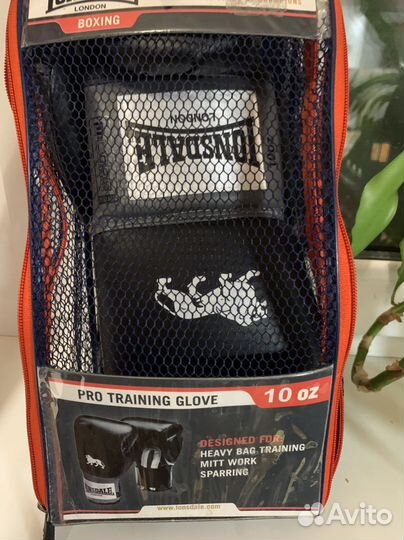 LONDON
BOXING
LONDON
LONSDALE
PRO TRAINING GLOVE 10 oz
DESIGNED FOR:
HEAVY BAG TRAINING
MITT WORK
SPARRING
LONSDALE
www.lonsdale.com
Avito